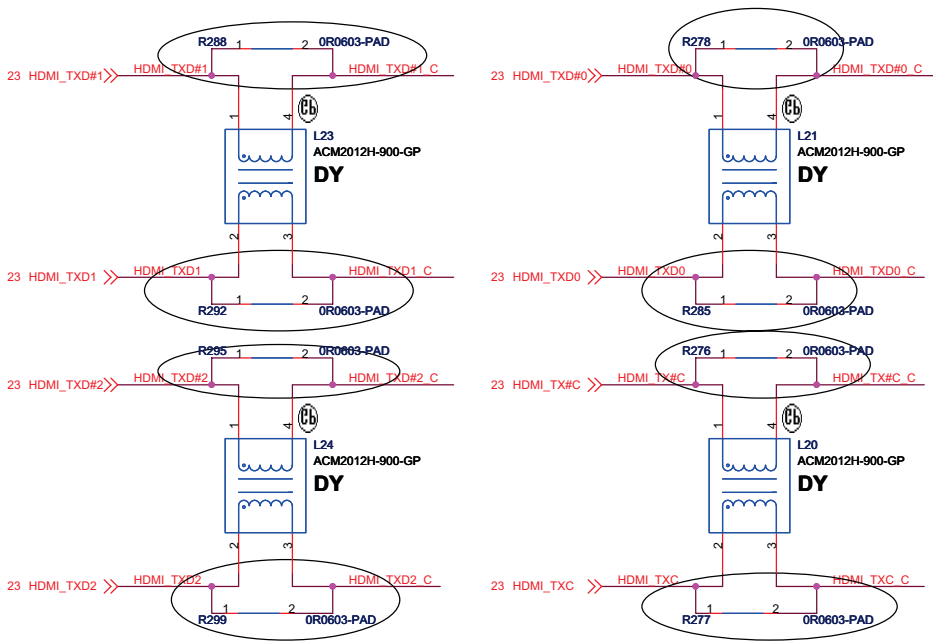 R288 1 2 0R0603-PAD
23 HDMI_TXD#1 HDMI_TXD#1 HDMI_TXD#1_C
1 4 Pb
L23
ACM2012H-900-GP
DY
2 3
23 HDMI_TXD1 HDMI_TXD1 HDMI_TXD1_C
1 2
R292 0R0603-PAD
R278 1 2 0R0603-PAD
23 HDMI_TXD#0 HDMI_TXD#0 HDMI_TXD#0_C
1 4 Pb
L21
ACM2012H-900-GP
DY
2 3
23 HDMI_TXD0 HDMI_TXD0 HDMI_TXD0_C
1 2
R285 0R0603-PAD
R295 1 2 0R0603-PAD
23 HDMI_TXD#2 HDMI_TXD#2 HDMI_TXD#2_C
1 4 Pb
L24
ACM2012H-900-GP
DY
2 3
23 HDMI_TXD2 HDMI_TXD2 HDMI_TXD2_C
1 2
R299 0R0603-PAD
R276 1 2 0R0603-PAD
23 HDMI_TX#C HDMI_TX#C HDMI_TX#C_C
1 4 Pb
L20
ACM2012H-900-GP
DY
2 3
23 HDMI_TXC HDMI_TXC HDMI_TXC_C
1 2
R277 0R0603-PAD